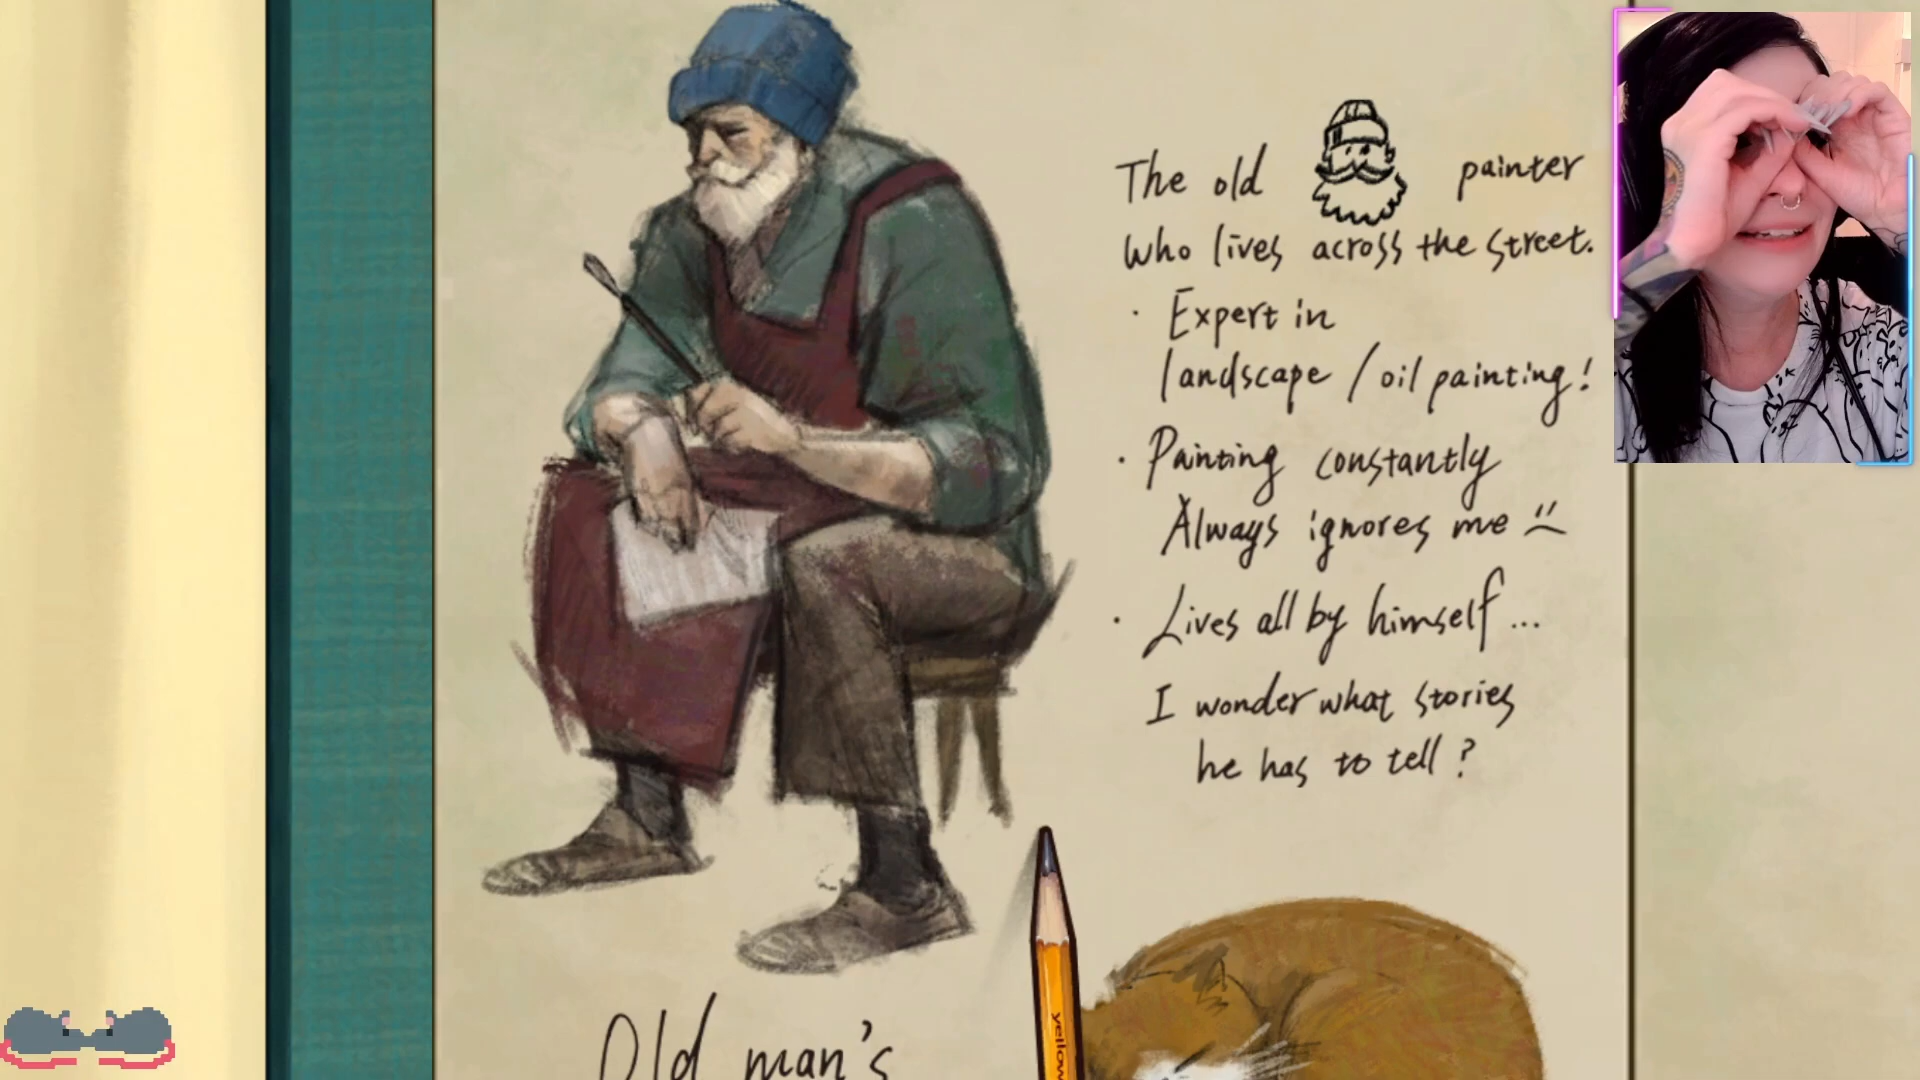 The old painter
who lives across the street.
· Expert in
landscape / oil painting!
· Painting constantly
Always ignores me
· Lives all by himself...
I wonder what stories
he has to tell?
Old man's
yellow